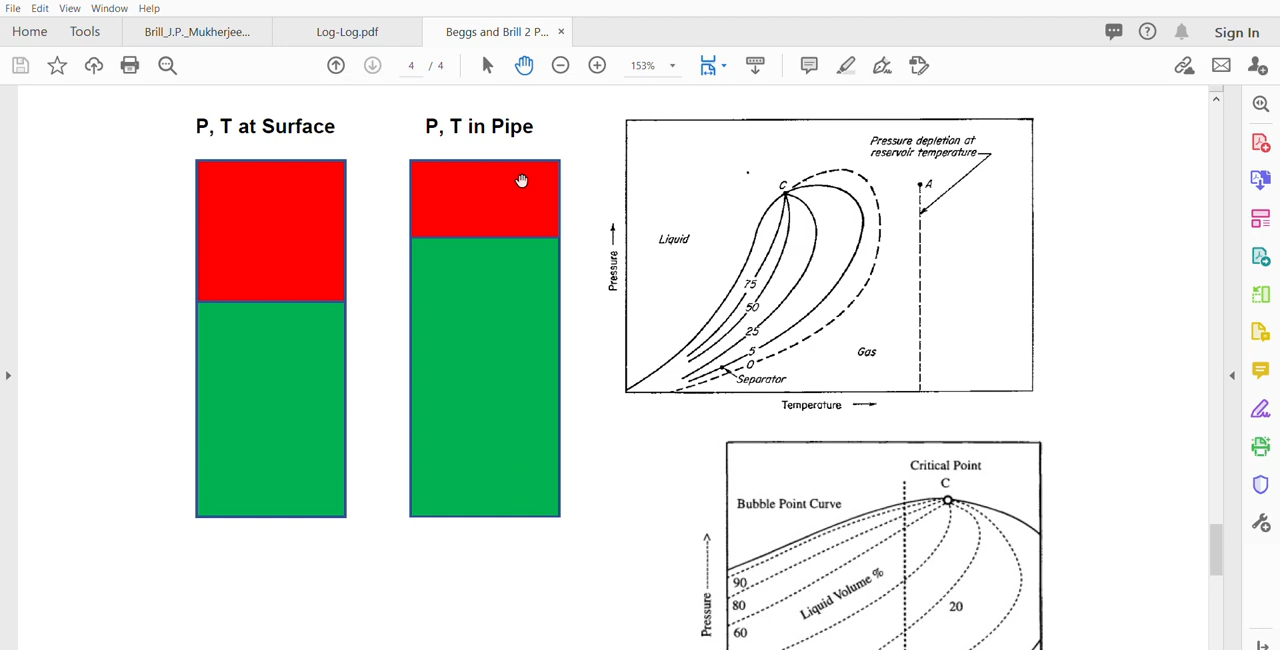 File Edit View Window Help
Home Tools Brill_J.P._Mukherjee... Log-Log.pdf Beggs and Brill 2 P... × Sign In
4 / 4 153%
P, T at Surface P, T in Pipe
Pressure depletion at
reservoir temperature
C
A
Liquid
Pressure
75
50
25
5
0
Gas
Separator
Temperature
Critical Point
C
Bubble Point Curve
90
80
60
Liquid Volume %
20
Pressure